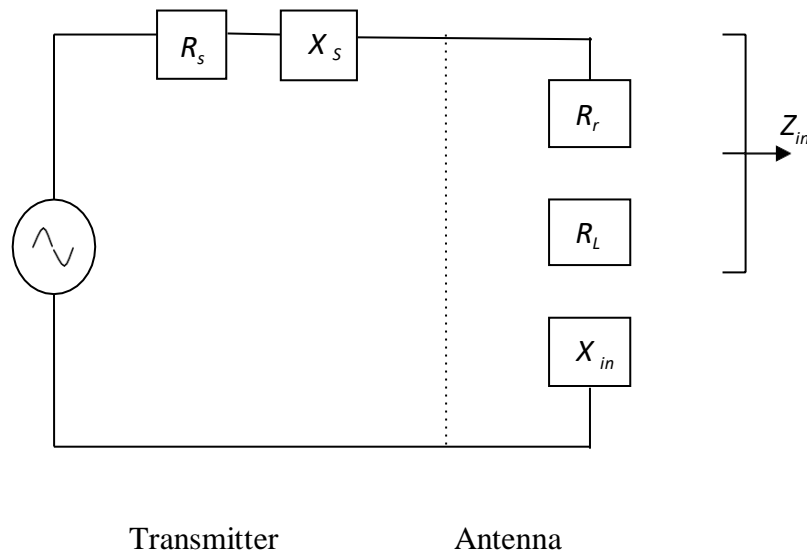 R_s
X_S
R_r
Z_in
R_L
X_in
Transmitter Antenna